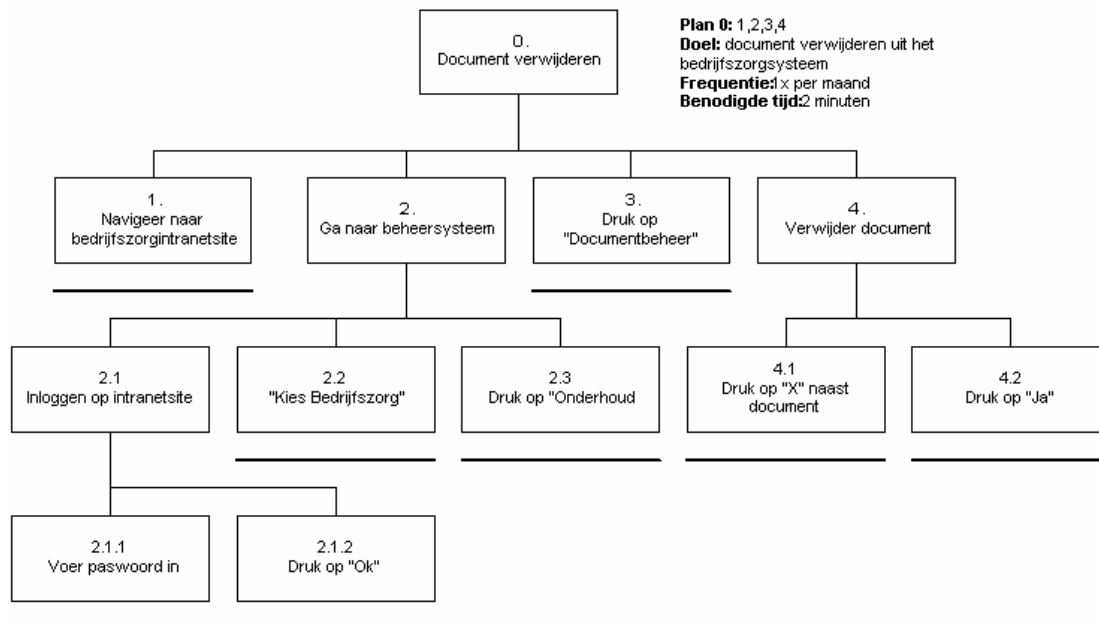 0.
Document verwijderen
Plan 0: 1,2,3,4
Doel: document verwijderen uit het
bedrijfszorgsysteem
Frequentie:1x per maand
Benodigde tijd:2 minuten
1.
Navigeer naar
bedrijfszorgintranetsite
2.
Ga naar beheersysteem
3.
Druk op
"Documentbeheer"
4.
Verwijder document
2.1
Inloggen op intranetsite
2.2
"Kies Bedrijfszorg"
2.3
Druk op "Onderhoud
4.1
Druk op "X" naast
document
4.2
Druk op "Ja"
2.1.1
Voer paswoord in
2.1.2
Druk op "Ok"